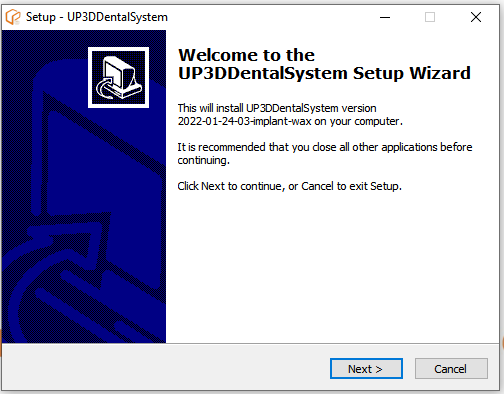 Setup - UP3DDentalSystem
Welcome to the
UP3DDentalSystem Setup Wizard
This will install UP3DDentalSystem version
2022-01-24-03-implant-wax on your computer.
It is recommended that you close all other applications before
continuing.
Click Next to continue, or Cancel to exit Setup.
Next >
Cancel